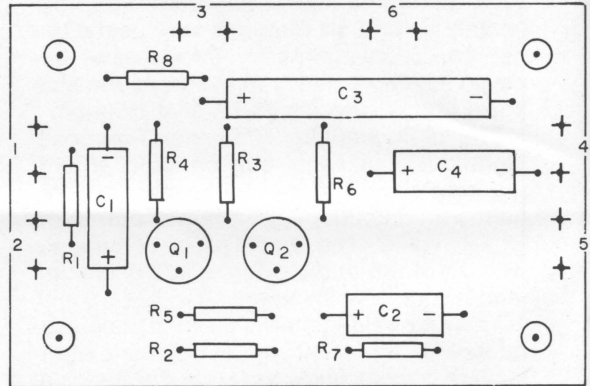 3 6
R8
+ C3 −
1 4
R4 R3 R6
− C1 +
+ C4 −
R1
2 5
Q1 Q2
R5
+ C2 −
R2 R7